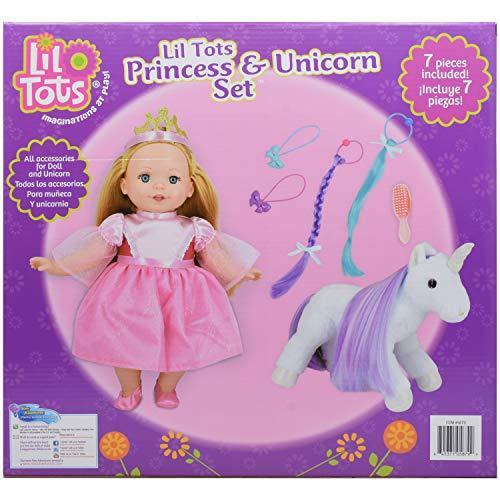 Lil
Tots®
imaginations at play!
Lil Tots
Princess & Unicorn
Set
7 pieces
included!
¡Incluye 7
piezas!
All accessories
for Doll
and Unicorn
Todos los accesorios
Para muñeca
Y unicornio